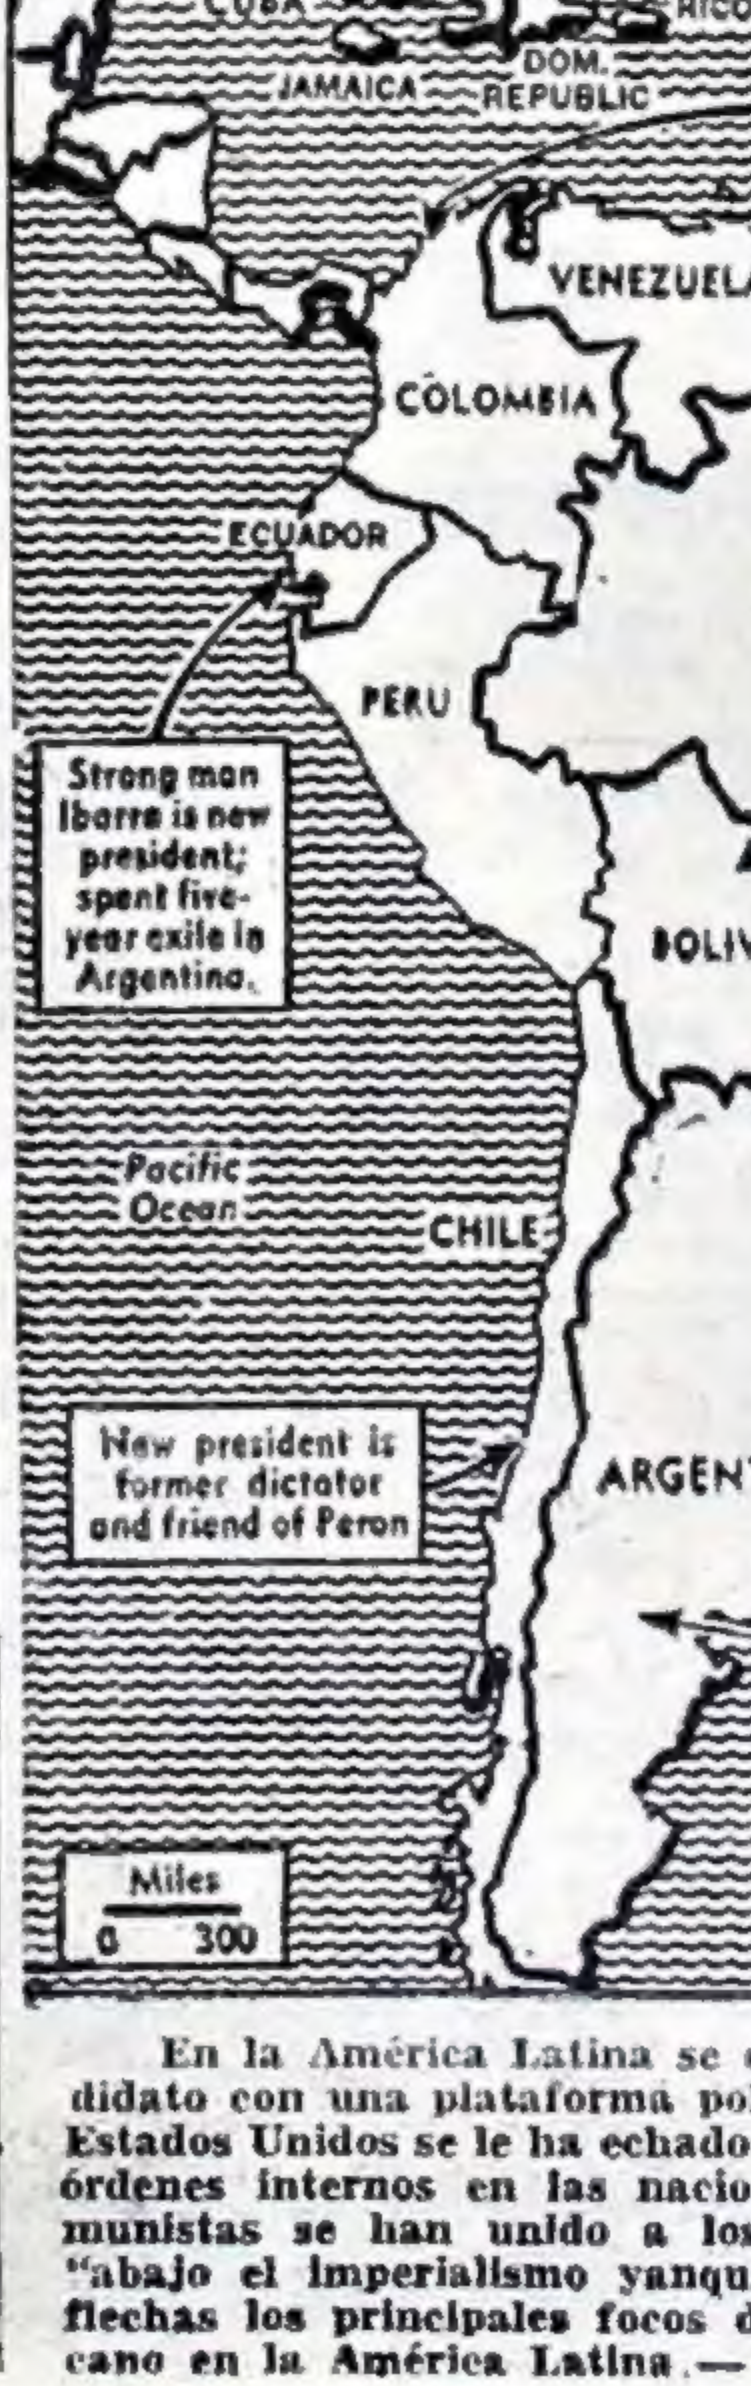 CUBA
RICO
JAMAICA
DOM.
REPUBLIC
VENEZUELA
COLOMBIA
ECUADOR
PERU
Strong man
Ibarra is new
president;
spent five-
year exile in
Argentina.
BOLIV
Pacific
Ocean
CHILE
New president is
former dictator
and friend of Peron
ARGENT
Miles
0 300
En la América Latina se
didato con una plataforma pol
Estados Unidos se le ha echado
órdenes internos en las nacio
munistas se han unido a los
"abajo el imperialismo yanqu
flechas los principales focos d
cano en la América Latina.—